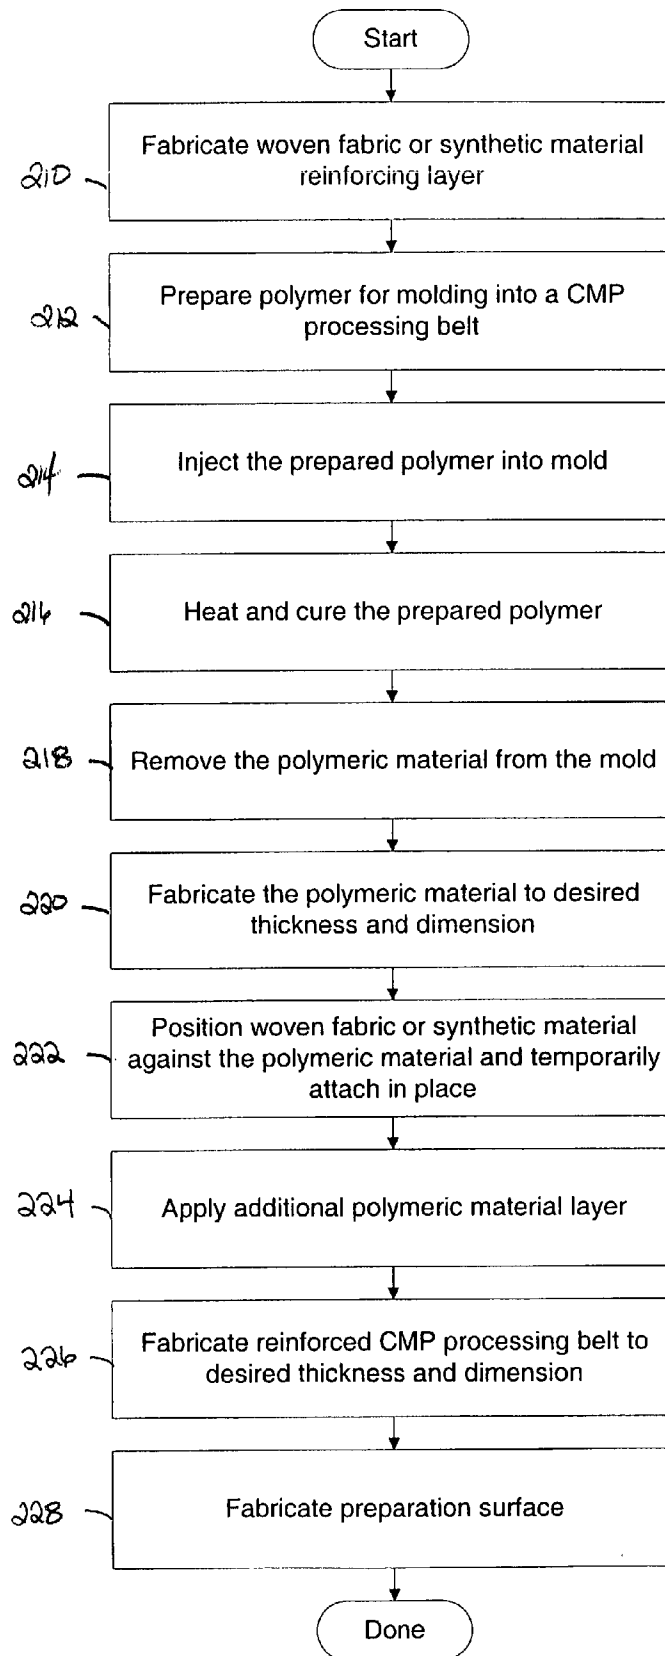 Start
210
Fabricate woven fabric or synthetic material
reinforcing layer
212
Prepare polymer for molding into a CMP
processing belt
214
Inject the prepared polymer into mold
216
Heat and cure the prepared polymer
218
Remove the polymeric material from the mold
220
Fabricate the polymeric material to desired
thickness and dimension
222
Position woven fabric or synthetic material
against the polymeric material and temporarily
attach in place
224
Apply additional polymeric material layer
226
Fabricate reinforced CMP processing belt to
desired thickness and dimension
228
Fabricate preparation surface
Done